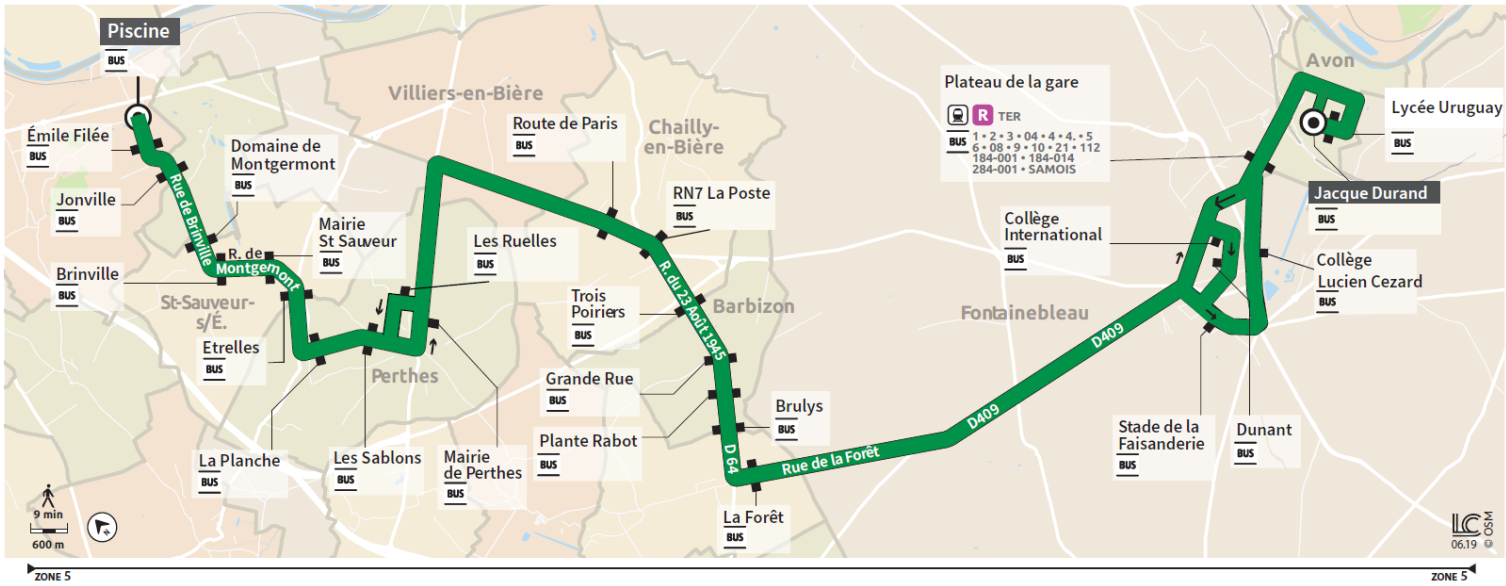 Piscine
BUS
Émile Filée
BUS
Jonville
BUS
Domaine de
Montgermont
BUS
Rue de Brinville
Brinville
BUS
R. de
Montgemont
Mairie
St Sauveur
BUS
St-Sauveur-
s/É.
Etrelles
BUS
La Planche
BUS
Les Sablons
BUS
Perthes
Les Ruelles
BUS
Mairie
de Perthes
BUS
Villiers-en-Bière
Route de Paris
BUS
Chailly-
en-Bière
RN7 La Poste
BUS
R. du 23 Août 1945
Trois
Poiriers
BUS
Barbizon
Grande Rue
BUS
Plante Rabot
BUS
Brulys
BUS
D 64
La Forêt
BUS
Rue de la Forêt
D409
D409
Fontainebleau
Plateau de la gare
R TER
BUS
1 • 2 • 3 • 04 • 4 • 4. • 5
6 • 08 • 9 • 10 • 21 • 112
184-001 • 184-014
284-001 • SAMOIS
Collège
International
BUS
Stade de la
Faisanderie
BUS
Dunant
BUS
Collège
Lucien Cezard
BUS
Avon
Lycée Uruguay
BUS
Jacque Durand
BUS
9 min
600 m
LC
06.19
© OSM
ZONE 5
ZONE 5